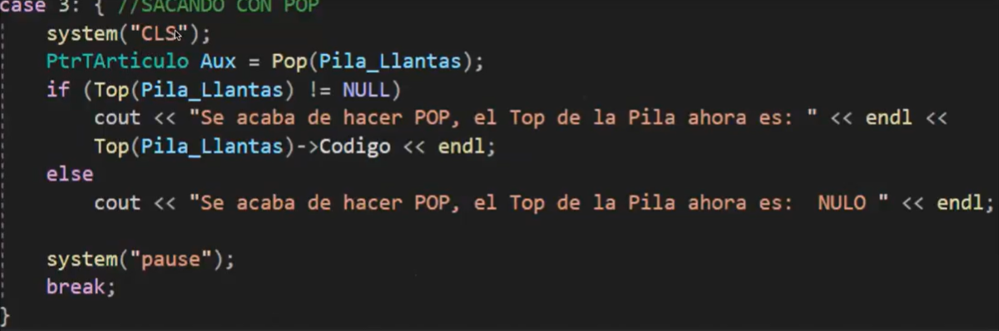 case 3: { //SACANDO CON POP
system("CLS");
PtrTArticulo Aux = Pop(Pila_Llantas);
if (Top(Pila_Llantas) != NULL)
cout << "Se acaba de hacer POP, el Top de la Pila ahora es: " << endl <<
Top(Pila_Llantas)->Codigo << endl;
else
cout << "Se acaba de hacer POP, el Top de la Pila ahora es:  NULO " << endl;
system("pause");
break;
}